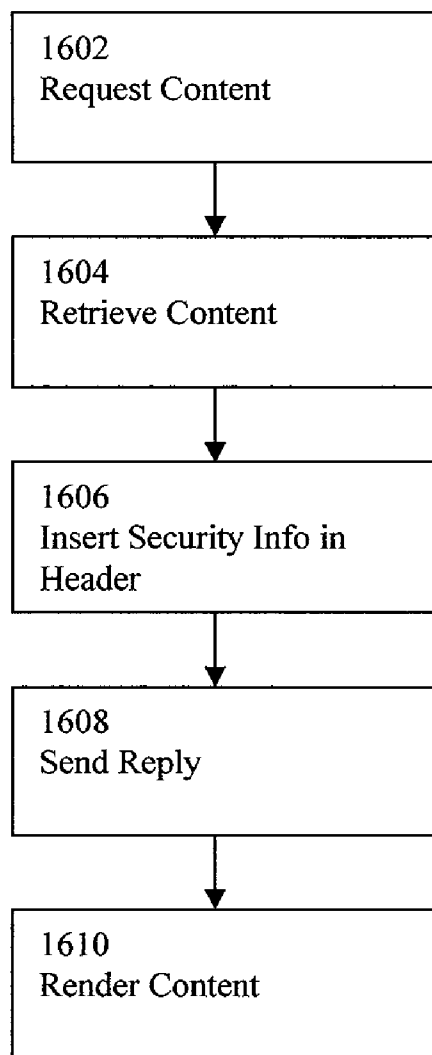 1602
Request Content
1604
Retrieve Content
1606
Insert Security Info in
Header
1608
Send Reply
1610
Render Content